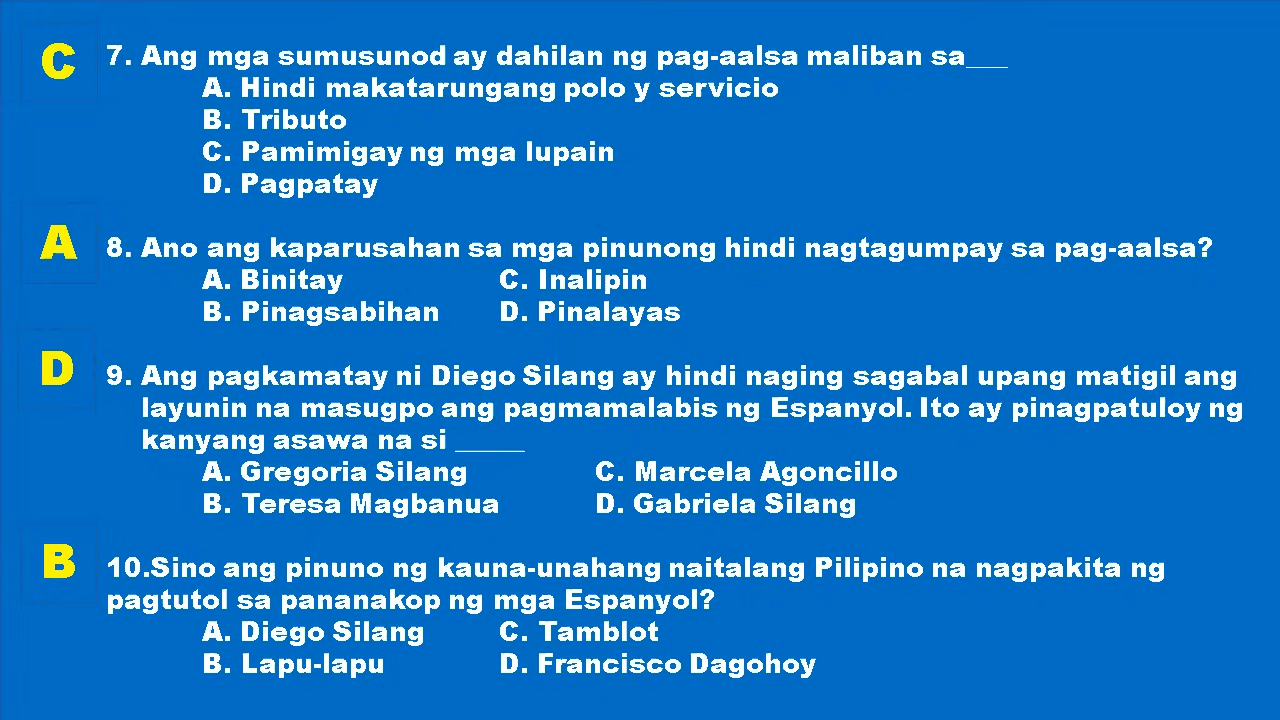 C 7. Ang mga sumusunod ay dahilan ng pag-aalsa maliban sa___
A. Hindi makatarungang polo y servicio
B. Tributo
C. Pamimigay ng mga lupain
D. Pagpatay
A 8. Ano ang kaparusahan sa mga pinunong hindi nagtagumpay sa pag-aalsa?
A. Binitay C. Inalipin
B. Pinagsabihan D. Pinalayas
D 9. Ang pagkamatay ni Diego Silang ay hindi naging sagabal upang matigil ang
layunin na masugpo ang pagmamalabis ng Espanyol. Ito ay pinagpatuloy ng
kanyang asawa na si _____
A. Gregoria Silang C. Marcela Agoncillo
B. Teresa Magbanua D. Gabriela Silang
B 10.Sino ang pinuno ng kauna-unahang naitalang Pilipino na nagpakita ng
pagtutol sa pananakop ng mga Espanyol?
A. Diego Silang C. Tamblot
B. Lapu-lapu D. Francisco Dagohoy